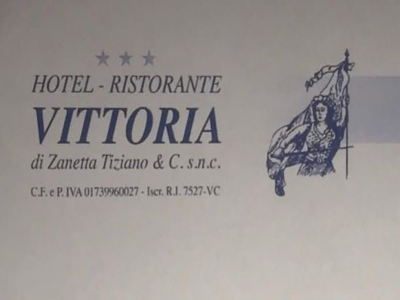 HOTEL - RISTORANTE
VITTORIA
di Zanetta Tiziano & C. s.n.c.
C.F. e P. IVA 01739960027 - Iscr. R.I. 7527-VC